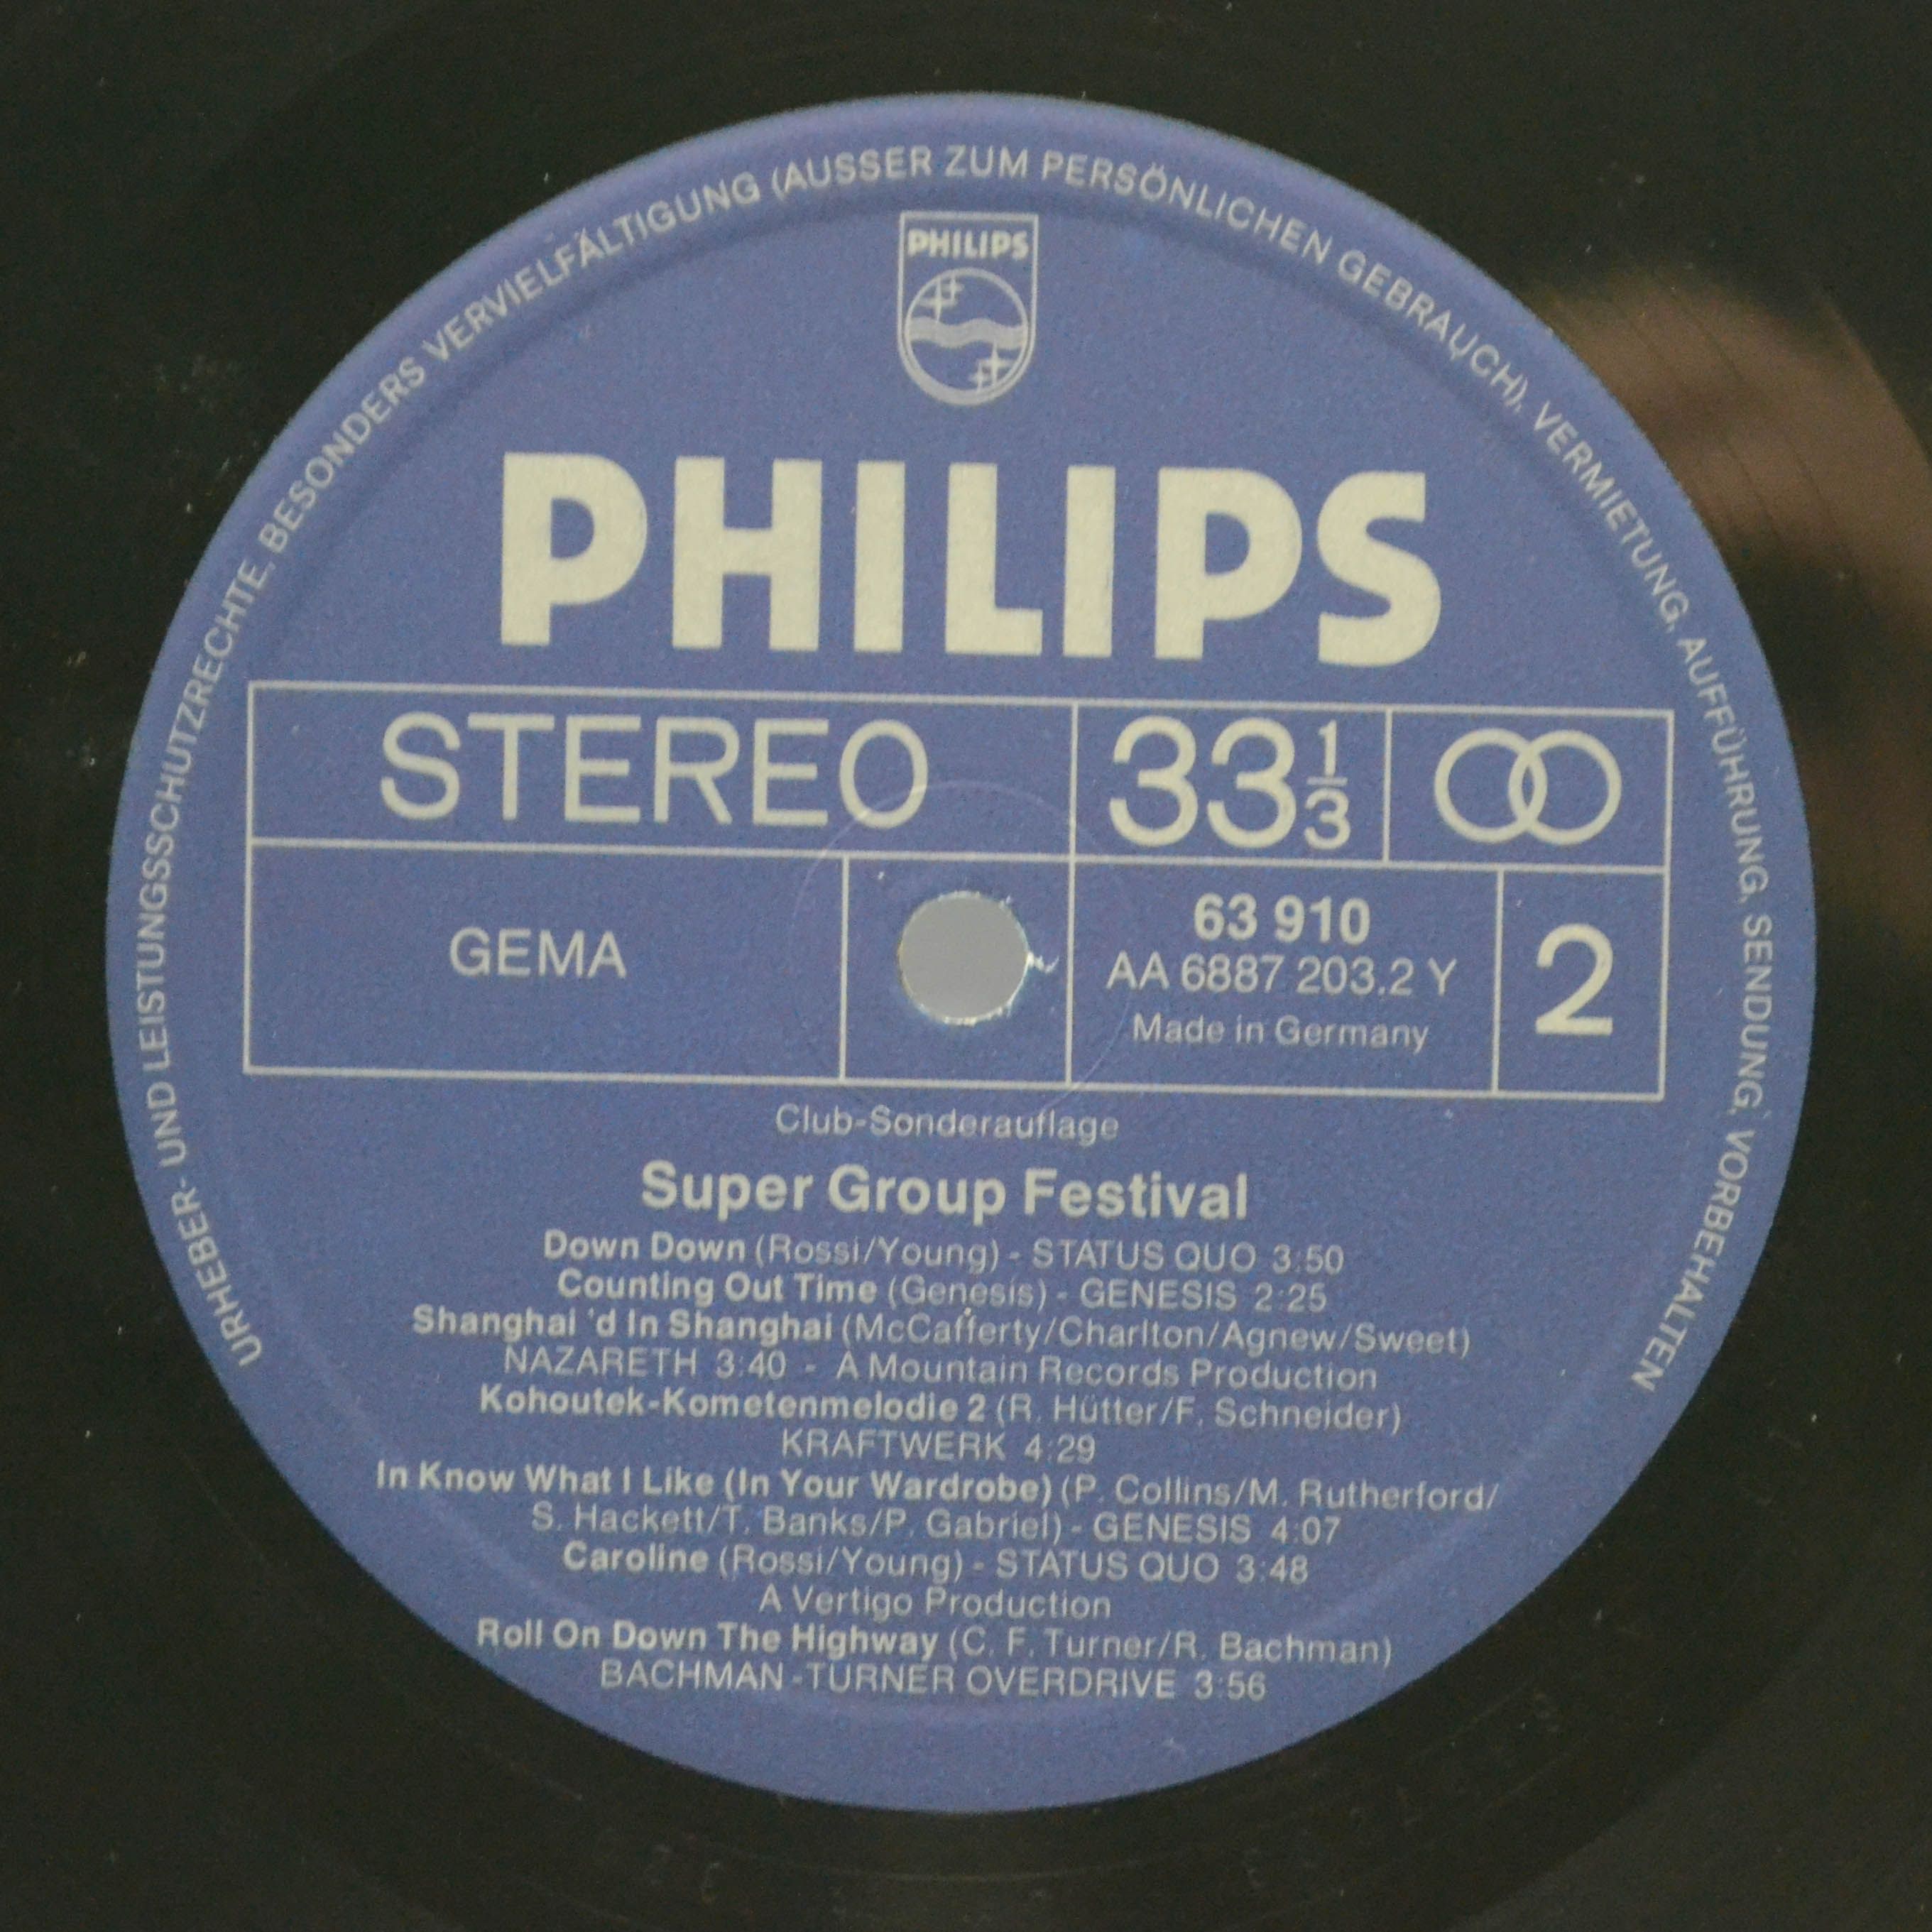 URHEBER- UND LEISTUNGSSCHUTZRECHTE, BESONDERS VERVIELFÄLTIGUNG (AUSSER ZUM PERSÖNLICHEN GEBRAUCH), VERMIETUNG, AUFFÜHRUNG, SENDUNG, VORBEHALTEN
PHILIPS
PHILIPS
STEREO
33 1/3
GEMA
63 910
AA 6887 203.2 Y
Made in Germany
2
Club-Sonderauflage
Super Group Festival
Down Down (Rossi/Young) - STATUS QUO 3:50
Counting Out Time (Genesis) - GENESIS 2:25
Shanghai 'd In Shanghai (McCafferty/Charlton/Agnew/Sweet)
NAZARETH 3:40 - A Mountain Records Production
Kohoutek-Kometenmelodie 2 (R. Hütter/F. Schneider)
KRAFTWERK 4:29
In Know What I Like (In Your Wardrobe) (P. Collins/M. Rutherford/
S. Hackett/T. Banks/P. Gabriel) - GENESIS 4:07
Caroline (Rossi/Young) - STATUS QUO 3:48
A Vertigo Production
Roll On Down The Highway (C. F. Turner/R. Bachman)
BACHMAN-TURNER OVERDRIVE 3:56